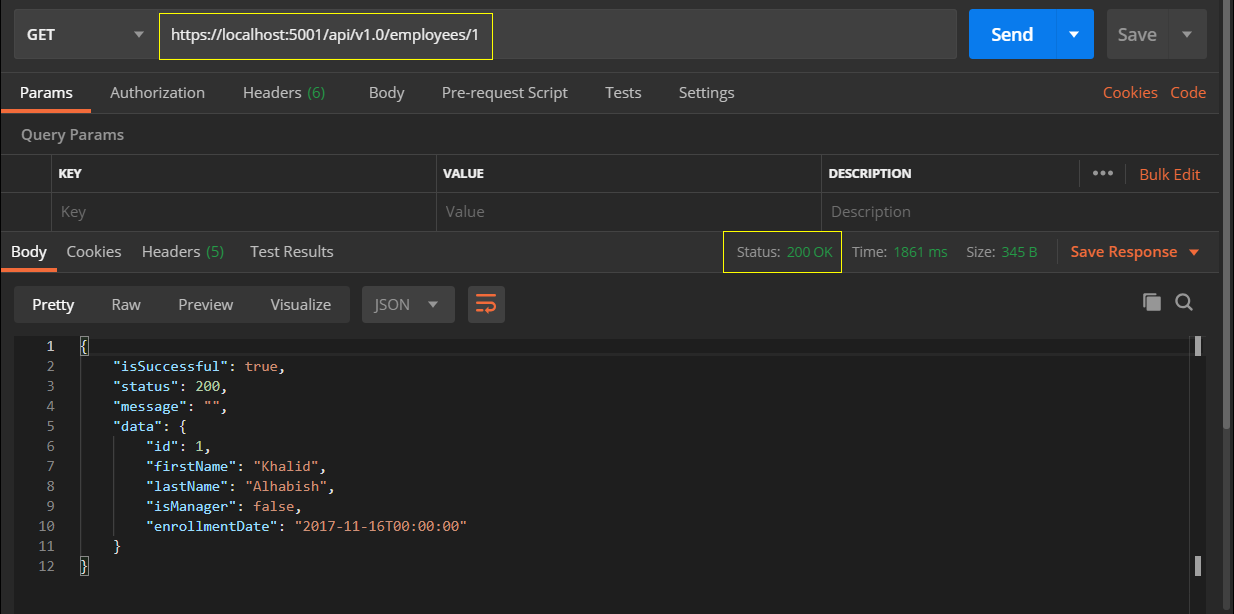 GET https://localhost:5001/api/v1.0/employees/1 Send Save
Params Authorization Headers (6) Body Pre-request Script Tests Settings Cookies Code
Query Params
KEY VALUE DESCRIPTION ••• Bulk Edit
Key Value Description
Body Cookies Headers (5) Test Results Status: 200 OK Time: 1861 ms Size: 345 B Save Response
Pretty Raw Preview Visualize JSON
1 {
2 "isSuccessful": true,
3 "status": 200,
4 "message": "",
5 "data": {
6 "id": 1,
7 "firstName": "Khalid",
8 "lastName": "Alhabish",
9 "isManager": false,
10 "enrollmentDate": "2017-11-16T00:00:00"
11 }
12 }